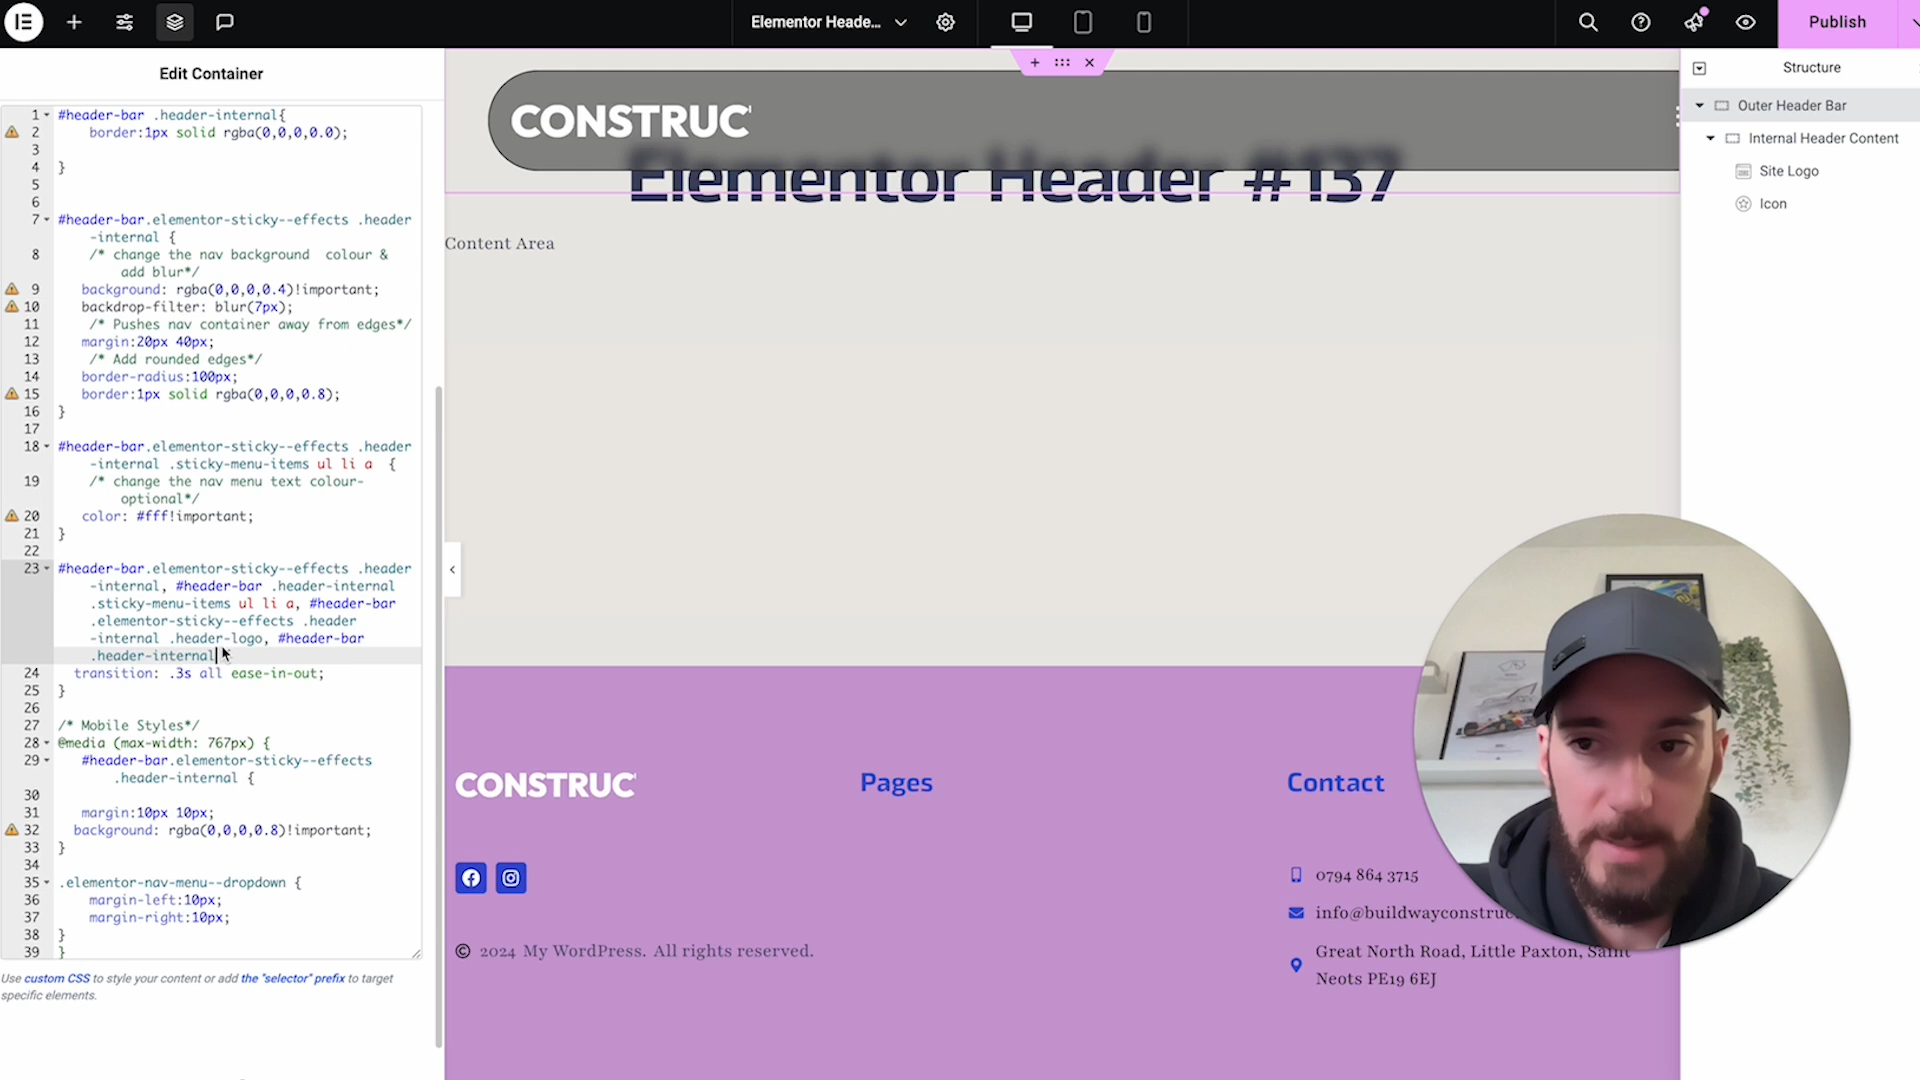 Elementor Heade...
Publish
Edit Container
1 #header-bar .header-internal{
2 border:1px solid rgba(0,0,0,0.0);
3
4 }
5
6
7 #header-bar.elementor-sticky--effects .header
-internal {
8 /* change the nav background  colour &
add blur*/
9 background: rgba(0,0,0,0.4)!important;
10 backdrop-filter: blur(7px);
11 /* Pushes nav container away from edges*/
12 margin:20px 40px;
13 /* Add rounded edges*/
14 border-radius:100px;
15 border:1px solid rgba(0,0,0,0.8);
16 }
17
18 #header-bar.elementor-sticky--effects .header
-internal .sticky-menu-items ul li a  {
19 /* change the nav menu text colour-
optional*/
20 color: #fff!important;
21 }
22
23 #header-bar.elementor-sticky--effects .header
-internal, #header-bar .header-internal
.sticky-menu-items ul li a, #header-bar
.elementor-sticky--effects .header
-internal .header-logo, #header-bar
.header-internal
24 transition: .3s all ease-in-out;
25 }
26
27 /* Mobile Styles*/
28 @media (max-width: 767px) {
29 #header-bar.elementor-sticky--effects
.header-internal {
30
31 margin:10px 10px;
32 background: rgba(0,0,0,0.8)!important;
33 }
34
35 .elementor-nav-menu--dropdown {
36 margin-left:10px;
37 margin-right:10px;
38 }
39 }
Use custom CSS to style your content or add the "selector" prefix to target
specific elements.
CONSTRUC
Elementor Header #137
Content Area
CONSTRUC
Pages
Contact
0794 864 3715
info@buildwayconstruc
Great North Road, Little Paxton, Saint
Neots PE19 6EJ
© 2024 My WordPress. All rights reserved.
Structure
Outer Header Bar
Internal Header Content
Site Logo
Icon